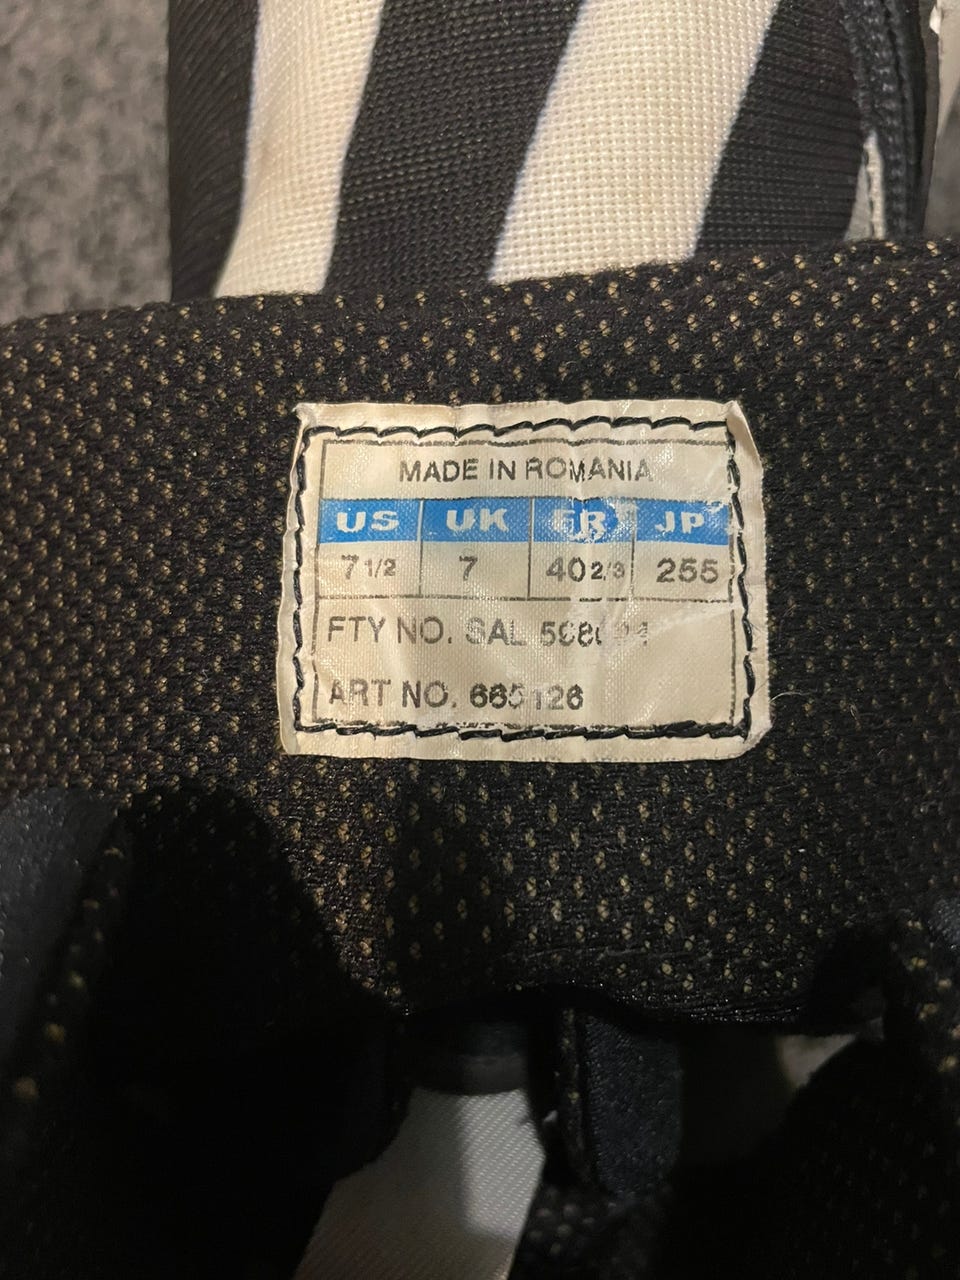 MADE IN ROMANIA
US UK FR JP
7 1/2 7 40 2/3 255
FTY NO. SAL
ART NO. 665126